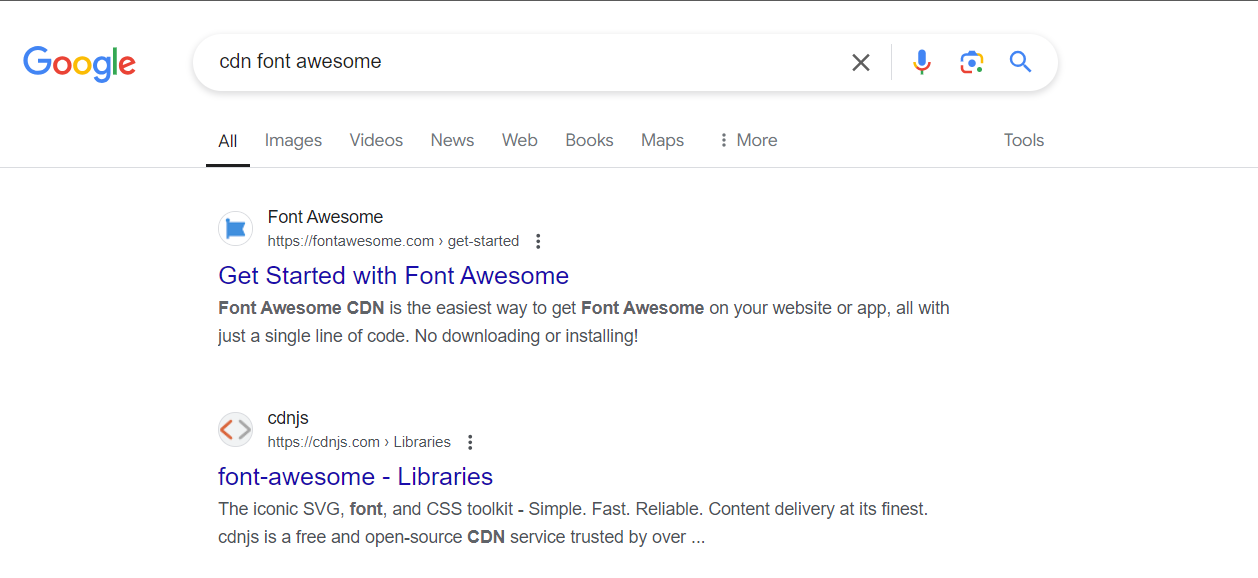 Google
cdn font awesome
All Images Videos News Web Books Maps More Tools
Font Awesome
https://fontawesome.com › get-started
Get Started with Font Awesome
Font Awesome CDN is the easiest way to get Font Awesome on your website or app, all with
just a single line of code. No downloading or installing!
cdnjs
https://cdnjs.com › Libraries
font-awesome - Libraries
The iconic SVG, font, and CSS toolkit - Simple. Fast. Reliable. Content delivery at its finest.
cdnjs is a free and open-source CDN service trusted by over ...